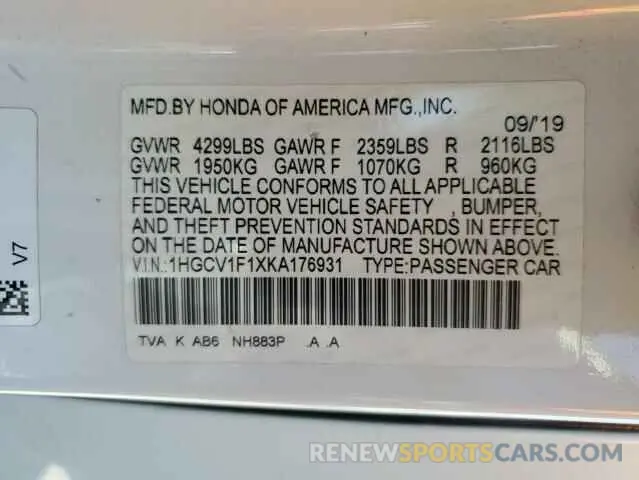 MFD.BY HONDA OF AMERICA MFG.,INC.
09/'19
GVWR 4299LBS GAWR F 2359LBS R 2116LBS
GVWR 1950KG GAWR F 1070KG R 960KG
THIS VEHICLE CONFORMS TO ALL APPLICABLE
FEDERAL MOTOR VEHICLE SAFETY , BUMPER,
AND THEFT PREVENTION STANDARDS IN EFFECT
ON THE DATE OF MANUFACTURE SHOWN ABOVE.
V.I.N.:1HGCV1F1XKA176931 TYPE:PASSENGER CAR
TVA K AB6 NH883P .A .A
V7
RENEWSPORTSCARS.COM